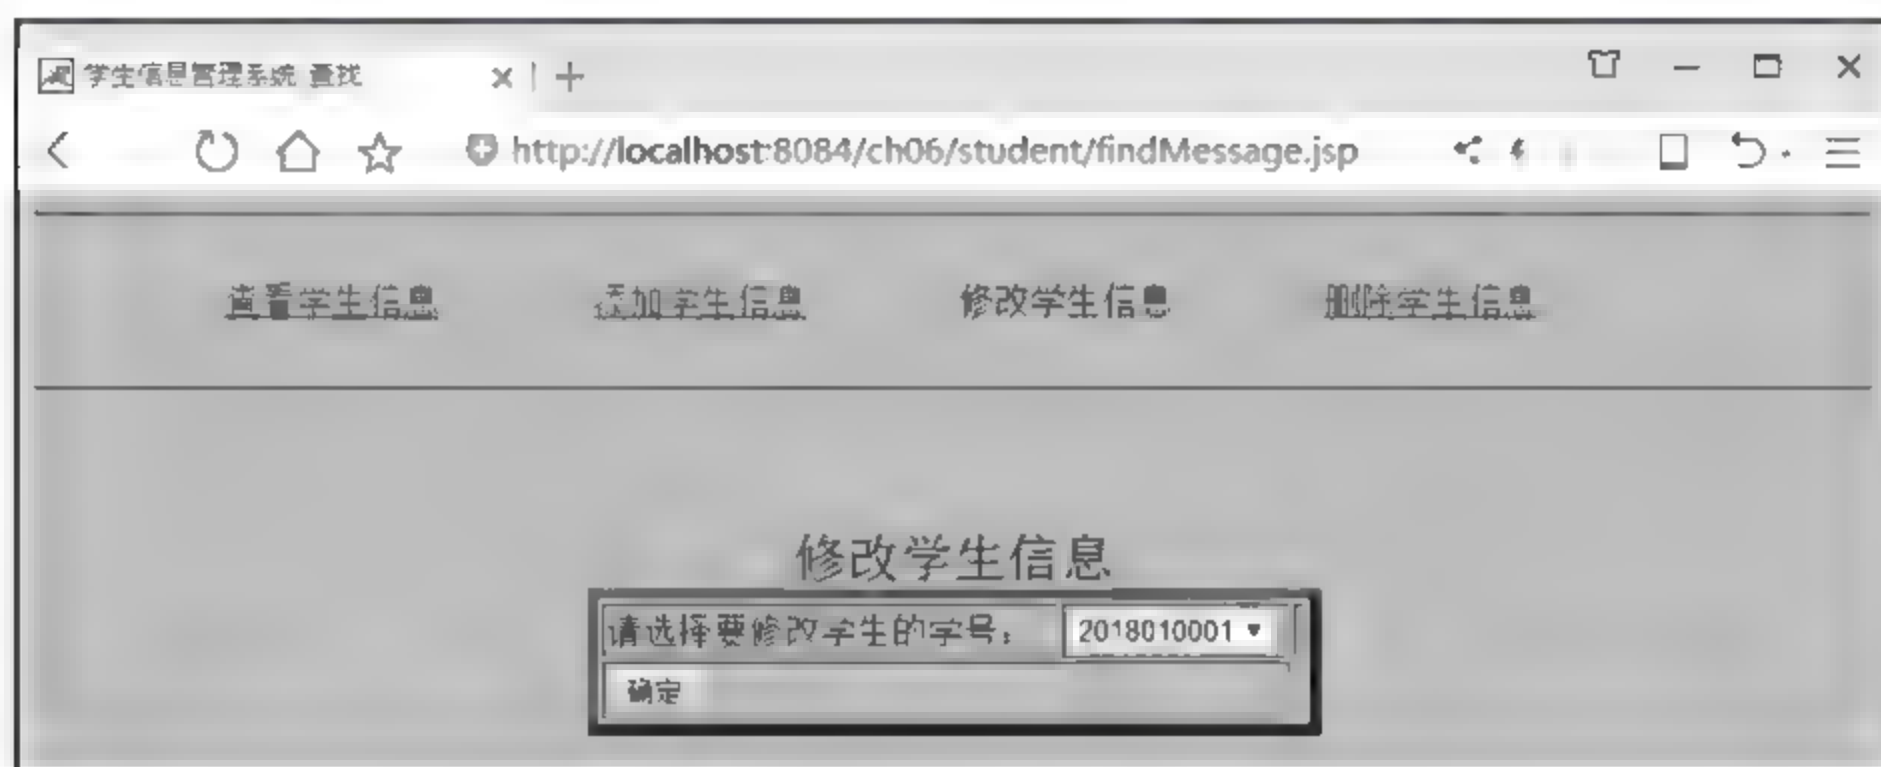 学生信息管理系统 查找
http://localhost:8084/ch06/student/findMessage.jsp
查看学生信息 添加学生信息 修改学生信息 删除学生信息
修改学生信息
请选择要修改学生的学号： 2018010001
确定